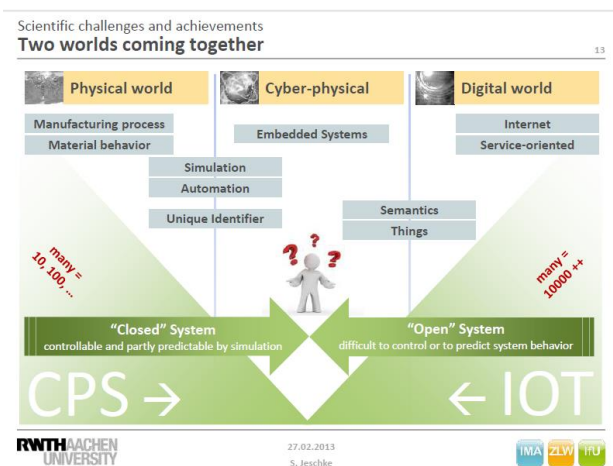 Scientific challenges and achievements
Two worlds coming together
13
Physical world
Cyber-physical
Digital world
Manufacturing process
Material behavior
Embedded Systems
Internet
Service-oriented
Simulation
Automation
Unique Identifier
Semantics
Things
many =
10, 100, ...
? ? ?
many =
10000 ++
"Closed" System
controllable and partly predictable by simulation
"Open" System
difficult to control or to predict system behavior
CPS →
← IOT
RWTH AACHEN
UNIVERSITY
27.02.2013
S. Jeschke
IMA ZLW IfU